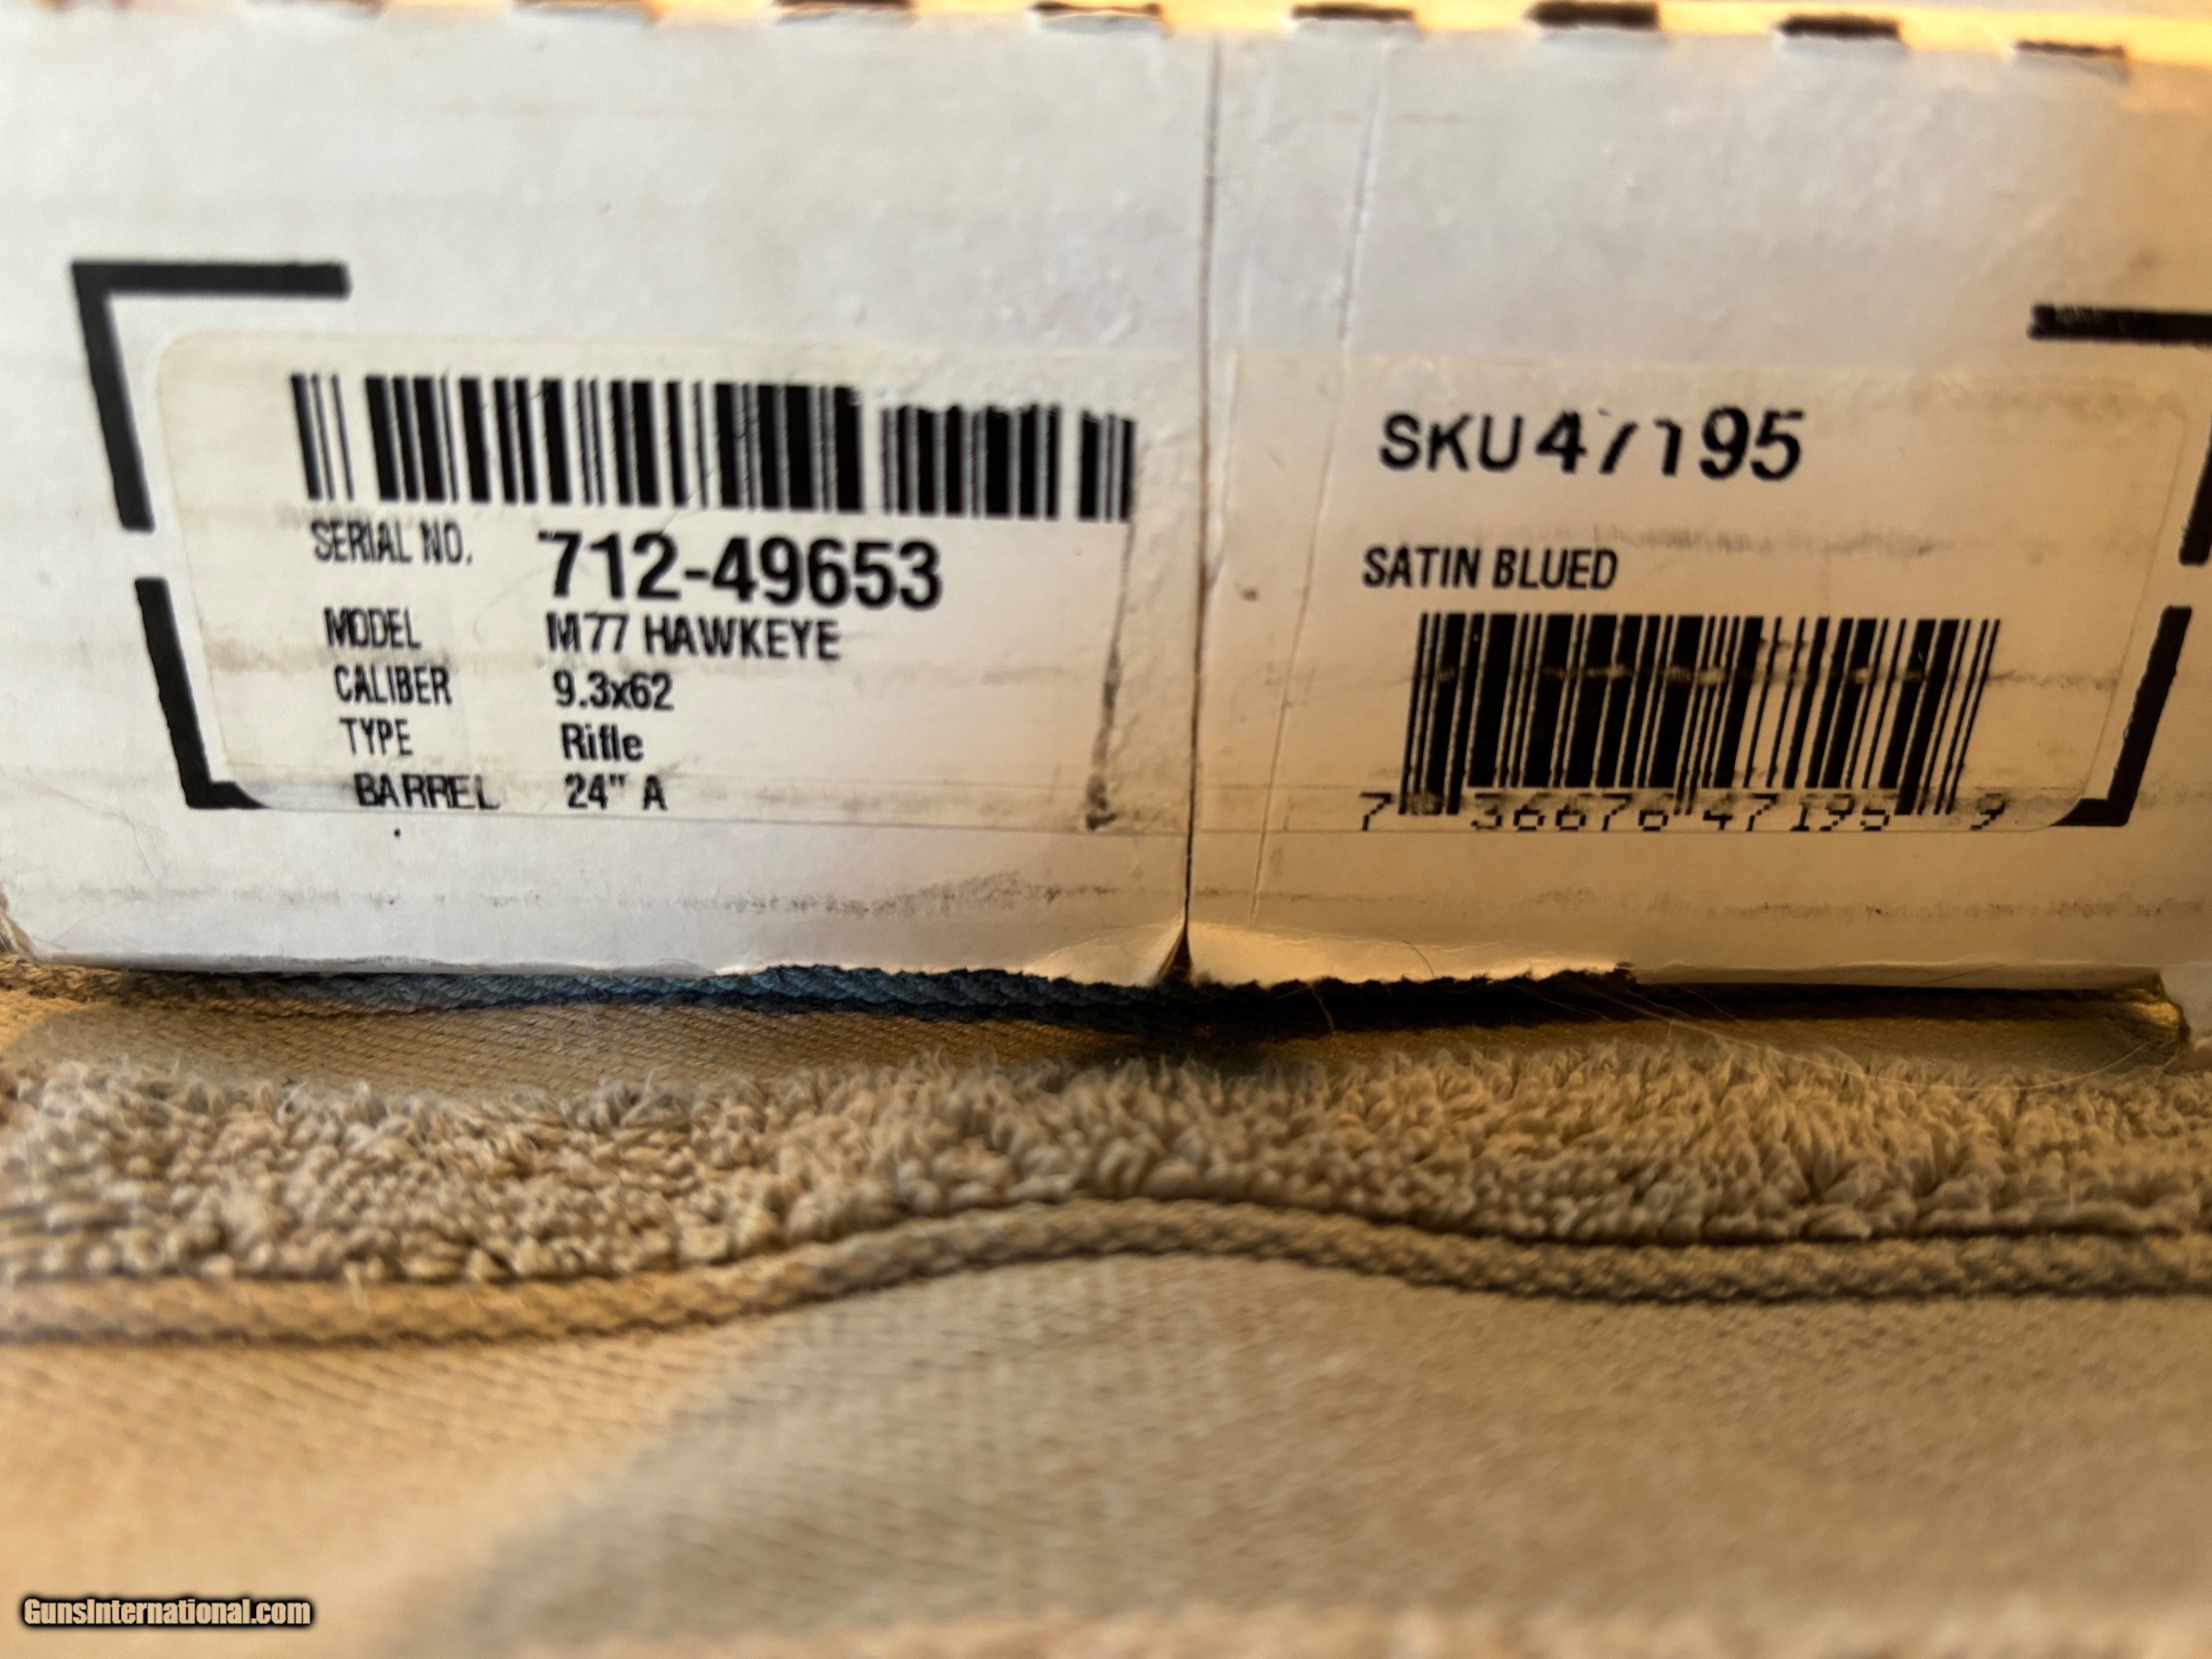 SERIAL NO. 712-49653
MODEL M77 HAWKEYE
CALIBER 9.3x62
TYPE Rifle
BARREL 24" A
SKU 47195
SATIN BLUED
7 36676 47195 9
GunsInternational.com